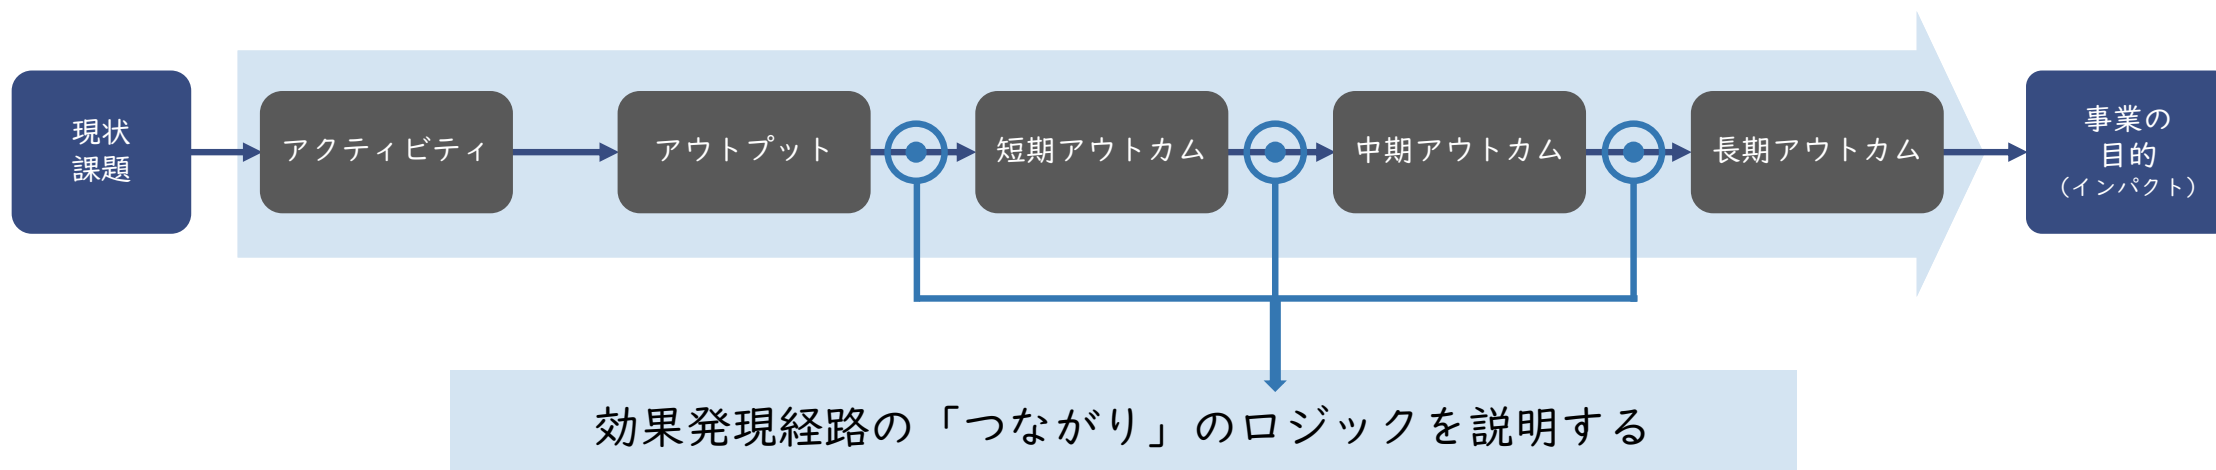 現状
課題
アクティビティ
アウトプット
短期アウトカム
中期アウトカム
長期アウトカム
事業の
目的
（インパクト）
効果発現経路の「つながり」のロジックを説明する